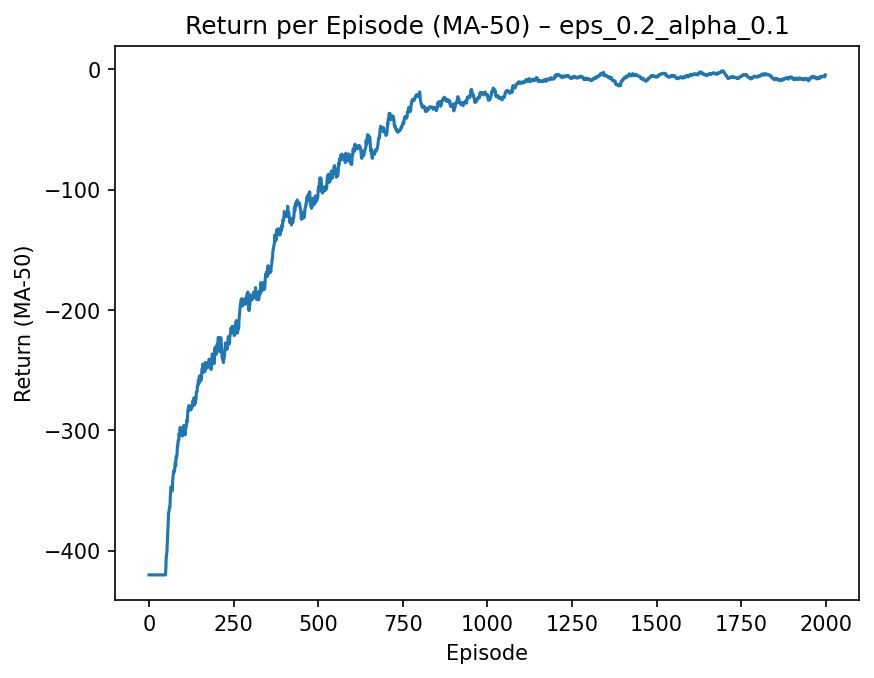 Return per Episode (MA-50) – eps_0.2_alpha_0.1
0
−100
−200
−300
−400
Return (MA-50)
0 250 500 750 1000 1250 1500 1750 2000
Episode